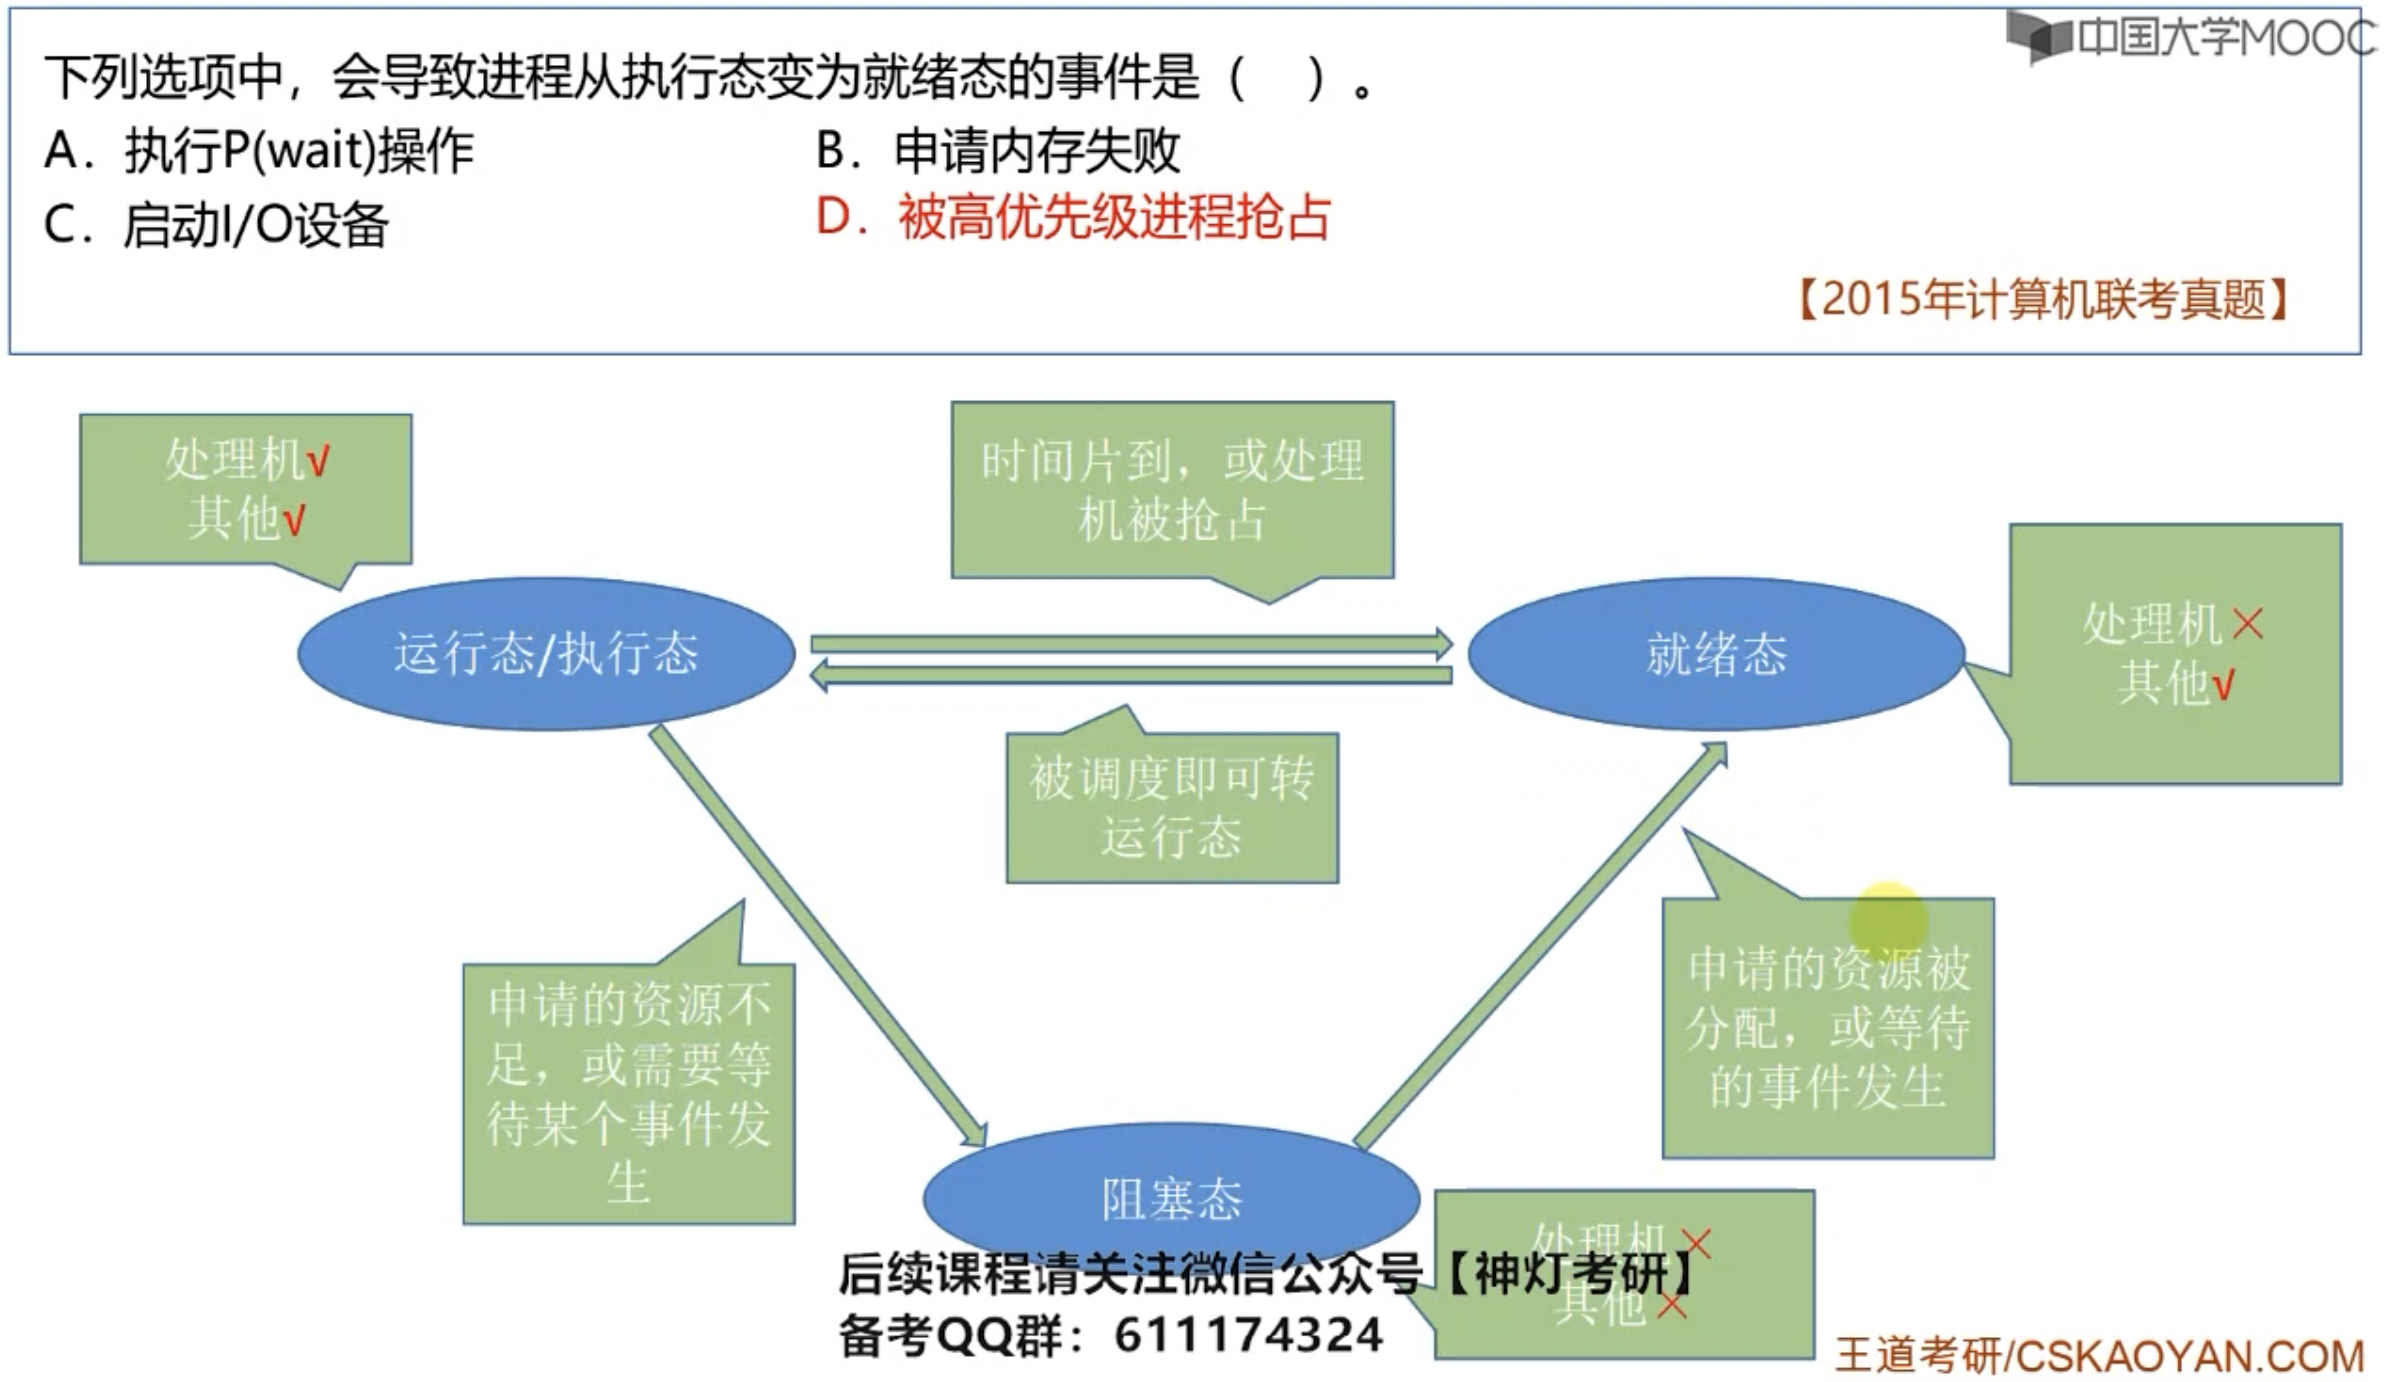 中国大学MOOC
下列选项中，会导致进程从执行态变为就绪态的事件是（ ）。
A. 执行P(wait)操作
B. 申请内存失败
C. 启动I/O设备
D. 被高优先级进程抢占
【2015年计算机联考真题】
处理机√
其他√
时间片到，或处理
机被抢占
处理机×
其他√
运行态/执行态
就绪态
被调度即可转
运行态
申请的资源不
足，或需要等
待某个事件发
生
申请的资源被
分配，或等待
的事件发生
阻塞态
处理机×
其他×
后续课程请关注微信公众号【神灯考研】
备考QQ群：611174324
王道考研/CSKAOYAN.COM